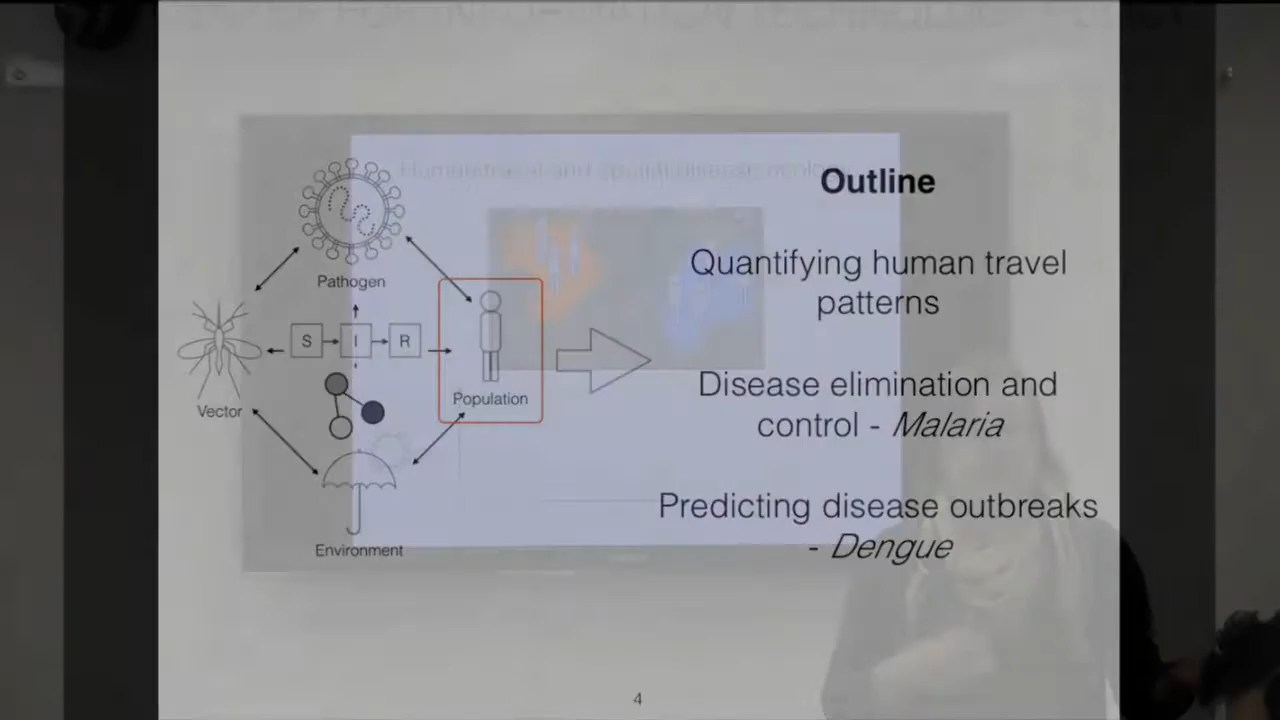 Outline
Quantifying human travel
patterns
Disease elimination and
control - Malaria
Predicting disease outbreaks
- Dengue
Pathogen
S
I
R
Vector
Population
Environment
4